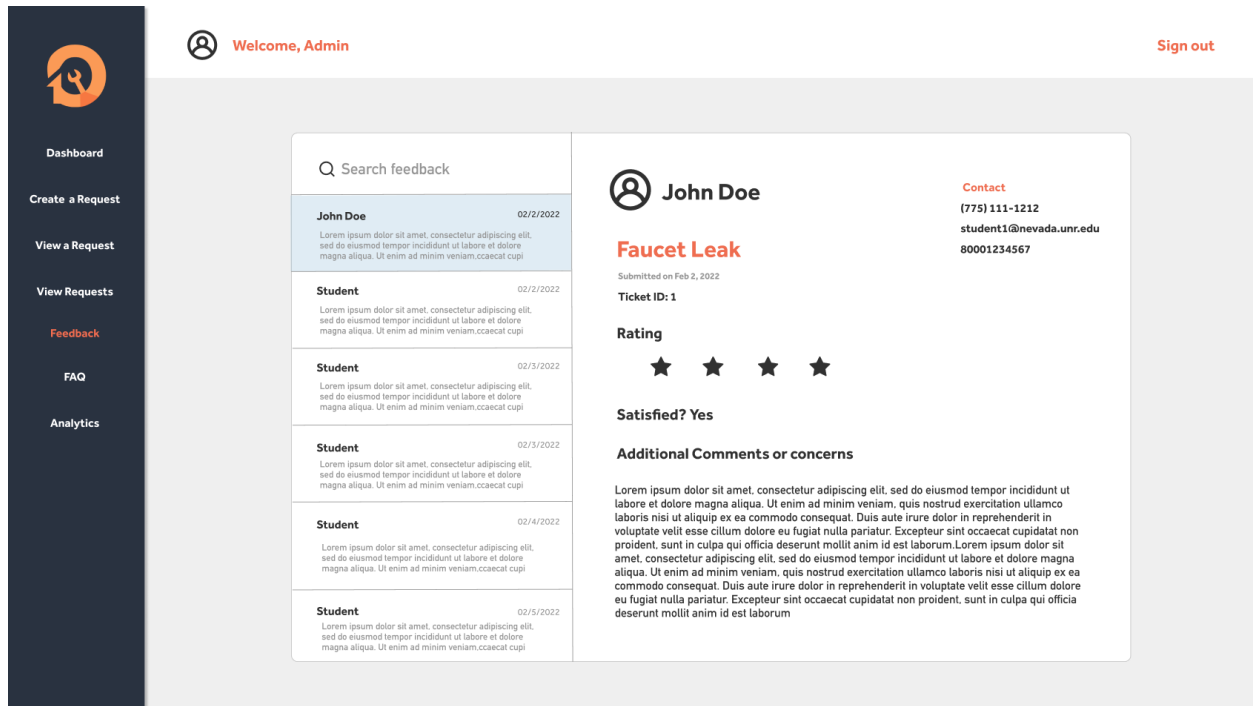 Welcome, Admin
Sign out
Dashboard
Create a Request
View a Request
View Requests
Feedback
FAQ
Analytics
Search feedback
John Doe
02/2/2022
Lorem ipsum dolor sit amet, consectetur adipiscing elit,
sed do eiusmod tempor incididunt ut labore et dolore
magna aliqua. Ut enim ad minim veniam,ccaecat cupi
Student
02/2/2022
Lorem ipsum dolor sit amet, consectetur adipiscing elit,
sed do eiusmod tempor incididunt ut labore et dolore
magna aliqua. Ut enim ad minim veniam,ccaecat cupi
Student
02/3/2022
Lorem ipsum dolor sit amet, consectetur adipiscing elit,
sed do eiusmod tempor incididunt ut labore et dolore
magna aliqua. Ut enim ad minim veniam,ccaecat cupi
Student
02/3/2022
Lorem ipsum dolor sit amet, consectetur adipiscing elit,
sed do eiusmod tempor incididunt ut labore et dolore
magna aliqua. Ut enim ad minim veniam,ccaecat cupi
Student
02/4/2022
Lorem ipsum dolor sit amet, consectetur adipiscing elit,
sed do eiusmod tempor incididunt ut labore et dolore
magna aliqua. Ut enim ad minim veniam,ccaecat cupi
Student
02/5/2022
Lorem ipsum dolor sit amet, consectetur adipiscing elit,
sed do eiusmod tempor incididunt ut labore et dolore
magna aliqua. Ut enim ad minim veniam,ccaecat cupi
John Doe
Contact
(775) 111-1212
student1@nevada.unr.edu
80001234567
Faucet Leak
Submitted on Feb 2, 2022
Ticket ID: 1
Rating
Satisfied? Yes
Additional Comments or concerns
Lorem ipsum dolor sit amet, consectetur adipiscing elit, sed do eiusmod tempor incididunt ut
labore et dolore magna aliqua. Ut enim ad minim veniam, quis nostrud exercitation ullamco
laboris nisi ut aliquip ex ea commodo consequat. Duis aute irure dolor in reprehenderit in
voluptate velit esse cillum dolore eu fugiat nulla pariatur. Excepteur sint occaecat cupidatat non
proident, sunt in culpa qui officia deserunt mollit anim id est laborum.Lorem ipsum dolor sit
amet, consectetur adipiscing elit, sed do eiusmod tempor incididunt ut labore et dolore magna
aliqua. Ut enim ad minim veniam, quis nostrud exercitation ullamco laboris nisi ut aliquip ex ea
commodo consequat. Duis aute irure dolor in reprehenderit in voluptate velit esse cillum dolore
eu fugiat nulla pariatur. Excepteur sint occaecat cupidatat non proident, sunt in culpa qui officia
deserunt mollit anim id est laborum